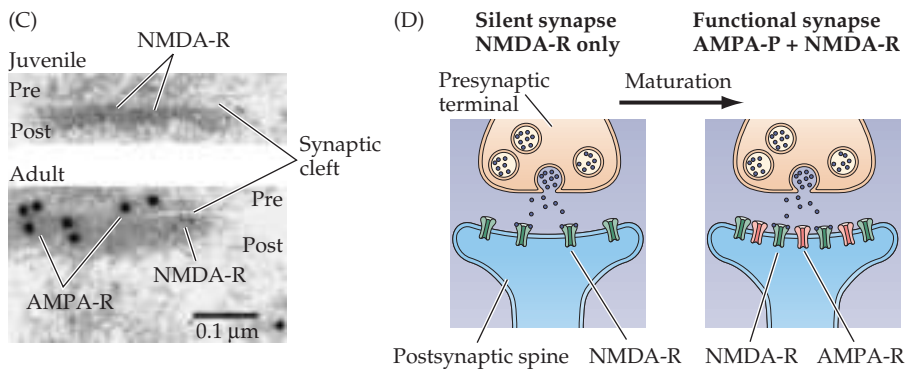 (C)
NMDA-R
Juvenile
Pre
Post
Synaptic
cleft
Adult
Pre
Post
AMPA-R
NMDA-R
0.1 μm
(D)
Silent synapse
NMDA-R only
Functional synapse
AMPA-P + NMDA-R
Presynaptic
terminal
Maturation
Postsynaptic spine
NMDA-R
NMDA-R
AMPA-R